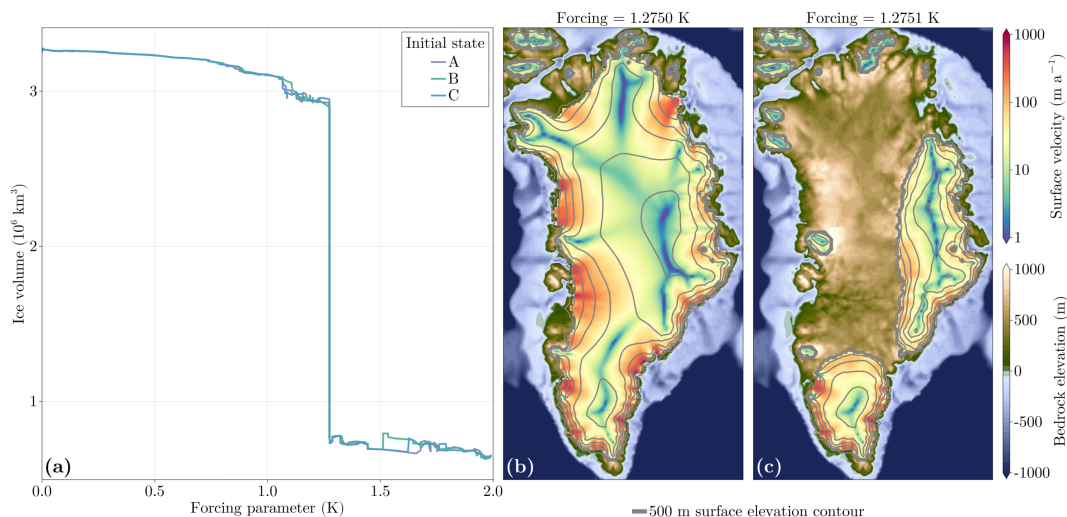 Forcing = 1.2750 K
Forcing = 1.2751 K
Initial state
A
B
C
Ice volume (10⁶ km³)
3
2
1
0.0
0.5
1.0
1.5
2.0
Forcing parameter (K)
(a)
(b)
(c)
1000
100
10
1
Surface velocity (m a⁻¹)
1000
500
0
-500
-1000
Bedrock elevation (m)
500 m surface elevation contour